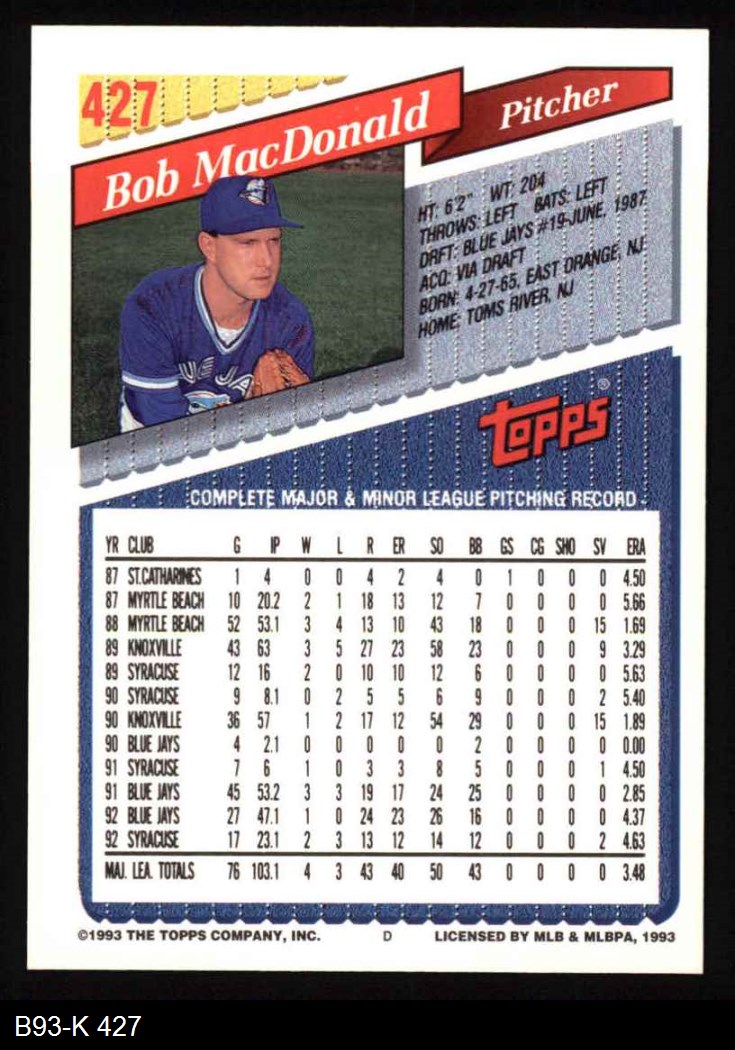 427
Bob MacDonald
Pitcher
HT: 6'2" WT: 204
THROWS: LEFT BATS: LEFT
DRFT: BLUE JAYS #19-JUNE, 1987
ACQ: VIA DRAFT
BORN: 4-27-65, EAST ORANGE, NJ
HOME: TOMS RIVER, NJ
UE JA
TOPPS ®
COMPLETE MAJOR & MINOR LEAGUE PITCHING RECORD
YR CLUB G IP W L R ER SO BB GS CG SHO SV ERA
87 ST.CATHARINES 1 4 0 0 4 2 4 0 1 0 0 0 4.50
87 MYRTLE BEACH 10 20.2 2 1 18 13 12 7 0 0 0 0 5.66
88 MYRTLE BEACH 52 53.1 3 4 13 10 43 18 0 0 0 15 1.69
89 KNOXVILLE 43 63 3 5 27 23 58 23 0 0 0 9 3.29
89 SYRACUSE 12 16 2 0 10 10 12 6 0 0 0 0 5.63
90 SYRACUSE 9 8.1 0 2 5 5 6 9 0 0 0 2 5.40
90 KNOXVILLE 36 57 1 2 17 12 54 29 0 0 0 15 1.89
90 BLUE JAYS 4 2.1 0 0 0 0 0 2 0 0 0 0 0.00
91 SYRACUSE 7 6 1 0 3 3 8 5 0 0 0 1 4.50
91 BLUE JAYS 45 53.2 3 3 19 17 24 25 0 0 0 0 2.85
92 BLUE JAYS 27 47.1 1 0 24 23 26 16 0 0 0 0 4.37
92 SYRACUSE 17 23.1 2 3 13 12 14 12 0 0 0 2 4.63
MAJ. LEA. TOTALS 76 103.1 4 3 43 40 50 43 0 0 0 0 3.48
©1993 THE TOPPS COMPANY, INC. D LICENSED BY MLB & MLBPA, 1993
B93-K 427